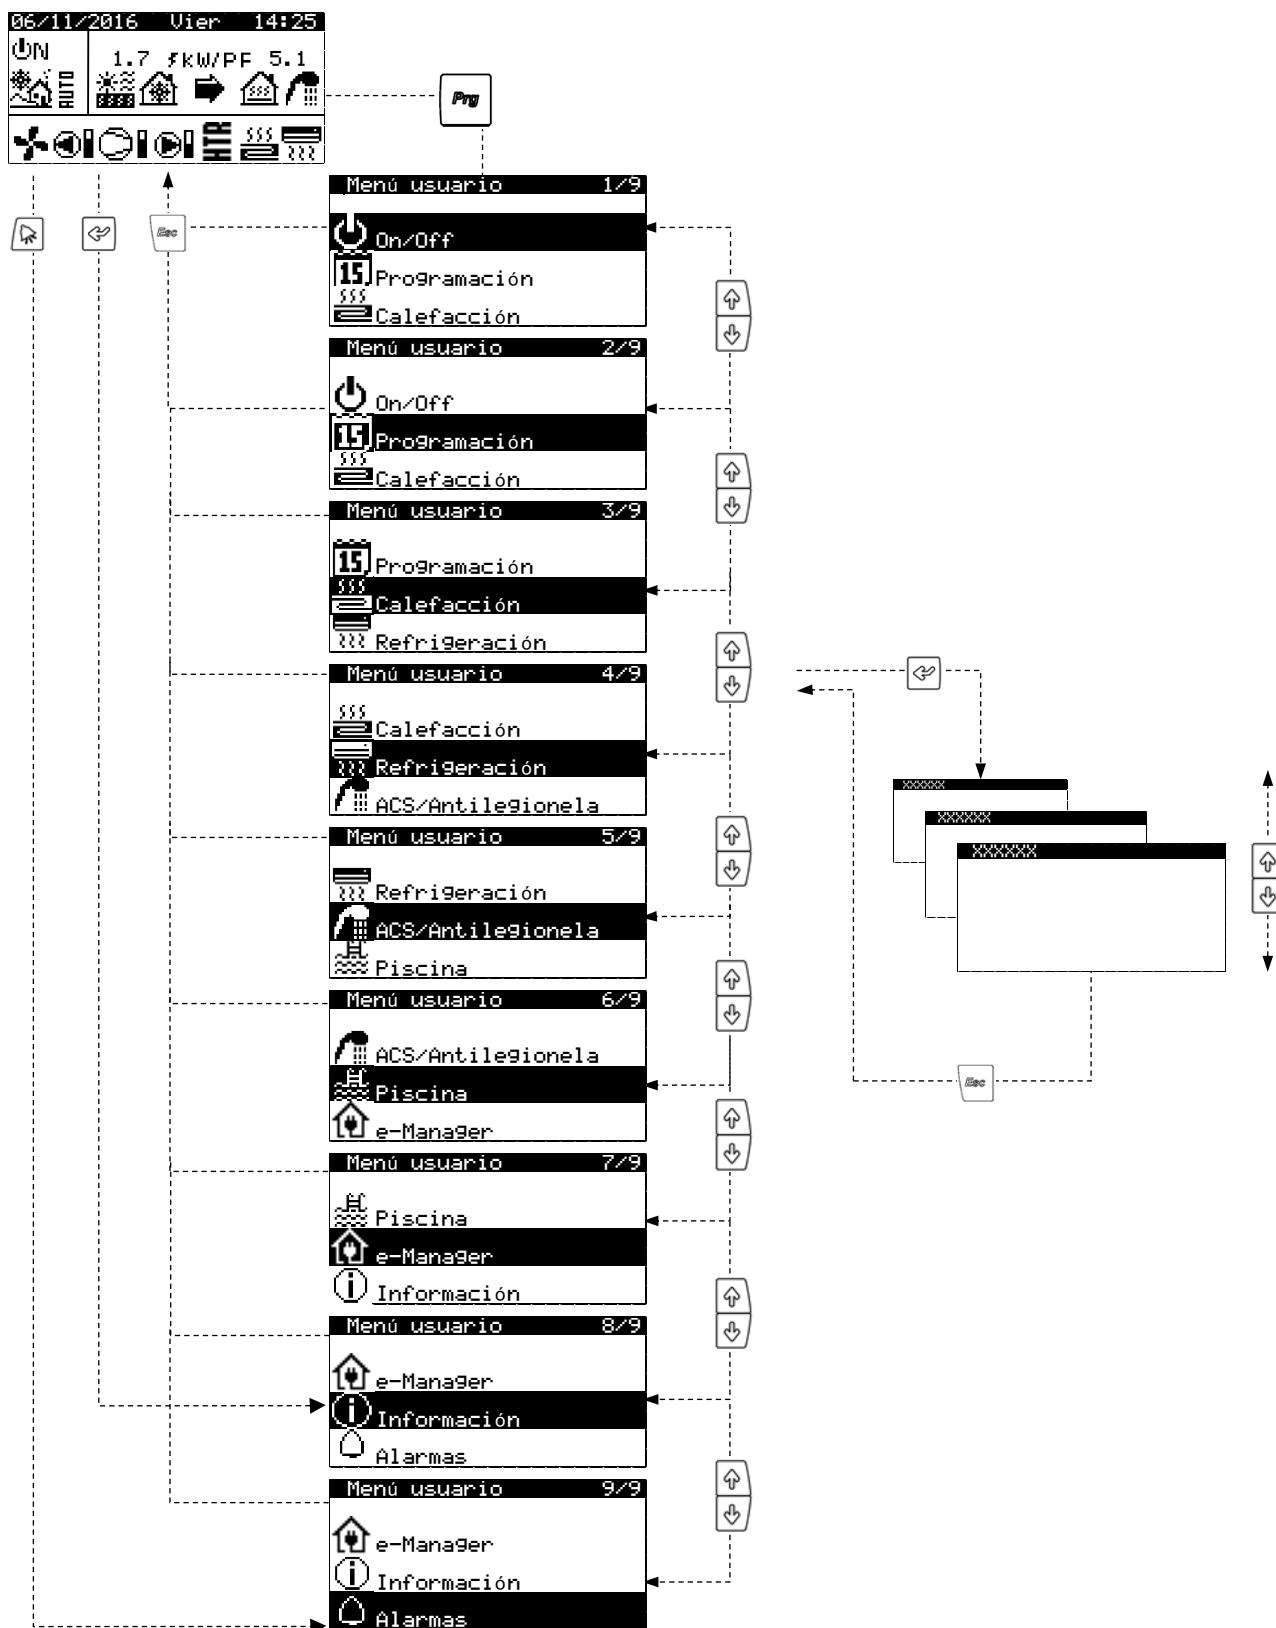 06/11/2016 Vier 14:25
ON
1.7 kW/PF 5.1
AUTO
HTR
Prg
Esc
Menú usuario 1/9
On/Off
15 Programación
Calefacción
Menú usuario 2/9
On/Off
15 Programación
Calefacción
Menú usuario 3/9
15 Programación
Calefacción
Refrigeración
Menú usuario 4/9
Calefacción
Refrigeración
ACS/Antilegionela
Menú usuario 5/9
Refrigeración
ACS/Antilegionela
Piscina
Menú usuario 6/9
ACS/Antilegionela
Piscina
e-Manager
Menú usuario 7/9
Piscina
e-Manager
i Información
Menú usuario 8/9
e-Manager
i Información
Alarmas
Menú usuario 9/9
e-Manager
i Información
Alarmas
XXXXXX
XXXXXX
XXXXXX
Esc